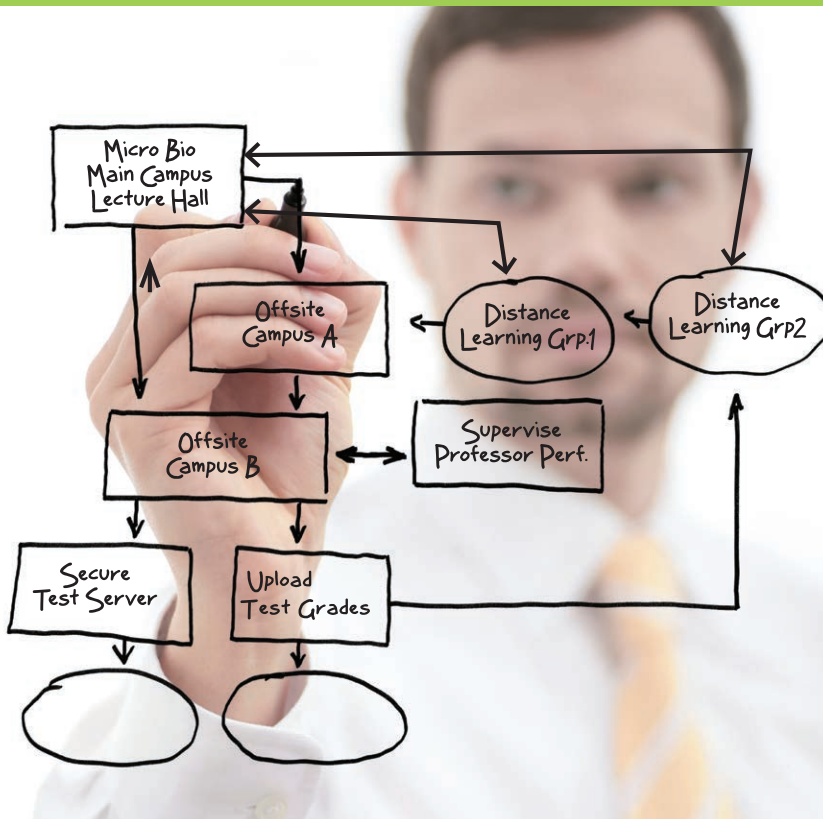 Micro Bio
Main Campus
Lecture Hall
Offsite
Campus A
Distance
Learning Grp.1
Distance
Learning Grp2
Offsite
Campus B
Supervise
Professor Perf.
Secure
Test Server
Upload
Test Grades